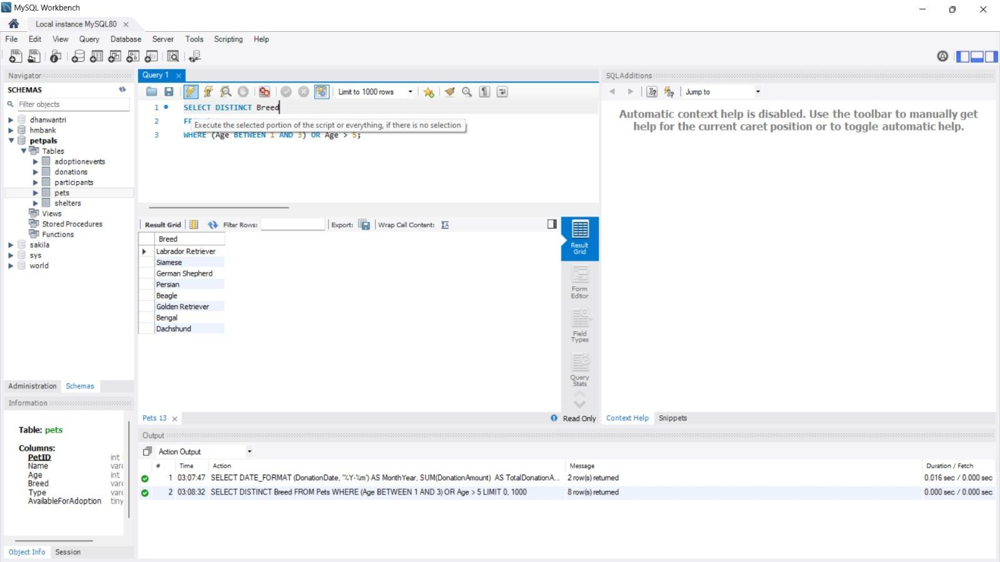 MySQL Workbench
Local instance MySQL80
File Edit View Query Database Server Tools Scripting Help
Navigator
SCHEMAS
Filter objects
dhanwantri
hmbank
petpals
Tables
adoptionevents
donations
participants
pets
shelters
Views
Stored Procedures
Functions
sakila
sys
world
Administration Schemas
Information
Table: pets
Columns:
PetID int
Name varc
Age int
Breed varc
Type varc
AvailableForAdoption tiny
Object Info Session
Query 1
Limit to 1000 rows
1 SELECT DISTINCT Breed
2
Execute the selected portion of the script or everything, if there is no selection
3 WHERE (Age BETWEEN 1 AND 3) OR Age > 5;
Result Grid Filter Rows: Export: Wrap Cell Content:
Breed
Labrador Retriever
Siamese
German Shepherd
Persian
Beagle
Golden Retriever
Bengal
Dachshund
Result Grid
Form Editor
Field Types
Query Stats
Pets 13
Read Only
SQLAdditions
Jump to
Automatic context help is disabled. Use the toolbar to manually get
help for the current caret position or to toggle automatic help.
Context Help Snippets
Output
Action Output
# Time Action Message Duration / Fetch
1 03:07:47 SELECT DATE_FORMAT (DonationDate, '%Y-%m') AS MonthYear, SUM(DonationAmount) AS TotalDonationA... 2 row(s) returned 0.016 sec / 0.000 sec
2 03:08:32 SELECT DISTINCT Breed FROM Pets WHERE (Age BETWEEN 1 AND 3) OR Age > 5 LIMIT 0, 1000 8 row(s) returned 0.000 sec / 0.000 sec